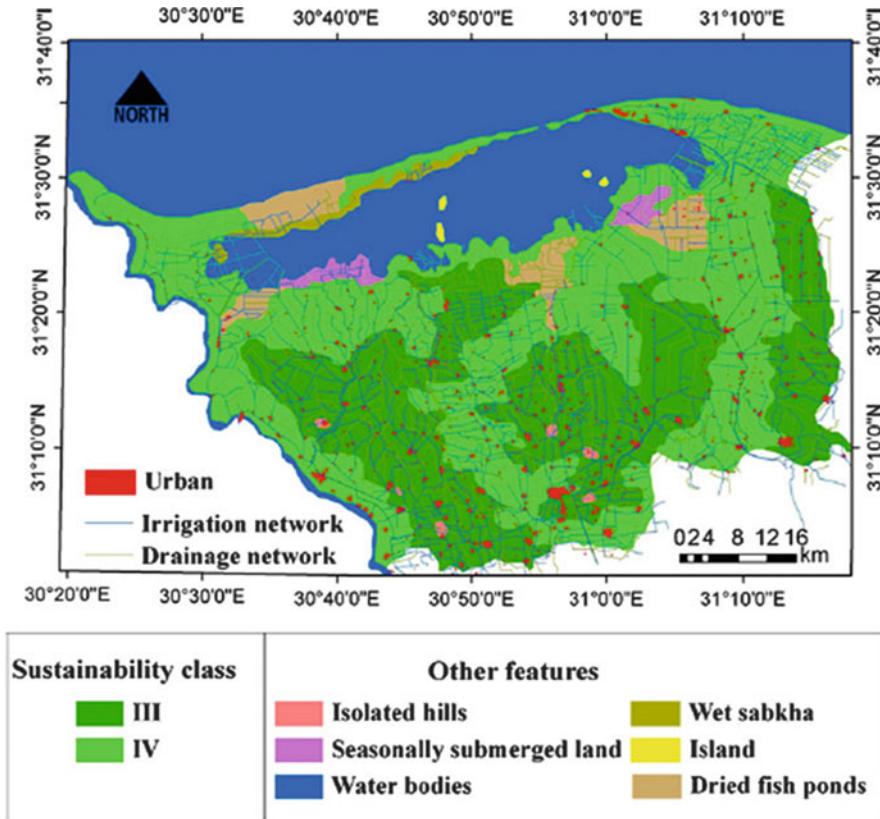 30°30'0"E 30°40'0"E 30°50'0"E 31°0'0"E 31°10'0"E
31°40'0"N
31°30'0"N 31°30'0"N
31°20'0"N 31°20'0"N
31°10'0"N 31°10'0"N
NORTH
Urban
Irrigation network
Drainage network
0 2 4 8 12 16
km
30°20'0"E 30°30'0"E 30°40'0"E 30°50'0"E 31°0'0"E 31°10'0"E
Sustainability class
III
IV
Other features
Isolated hills
Seasonally submerged land
Water bodies
Wet sabkha
Island
Dried fish ponds